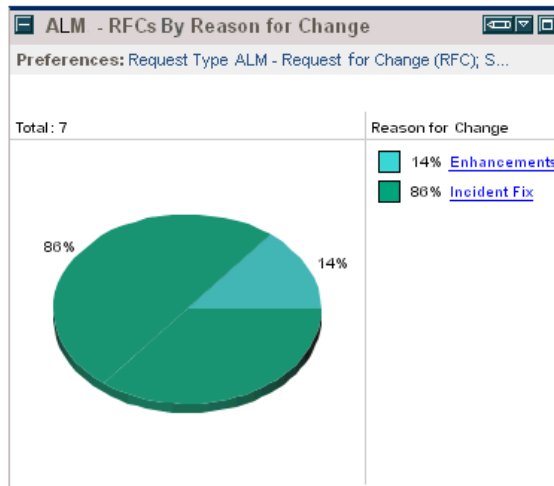 ALM - RFCs By Reason for Change
Preferences: Request Type ALM - Request for Change (RFC); S...
Total: 7
Reason for Change
14% Enhancements
86% Incident Fix
86%
14%